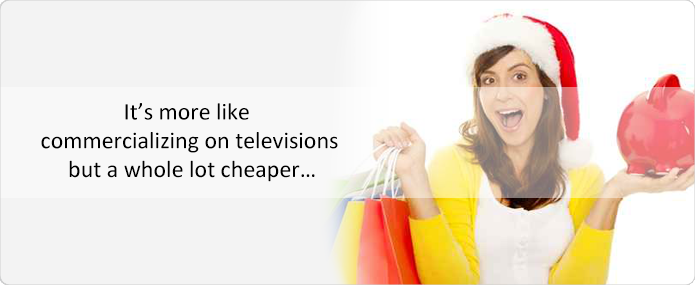 It’s more like
commercializing on televisions
but a whole lot cheaper…